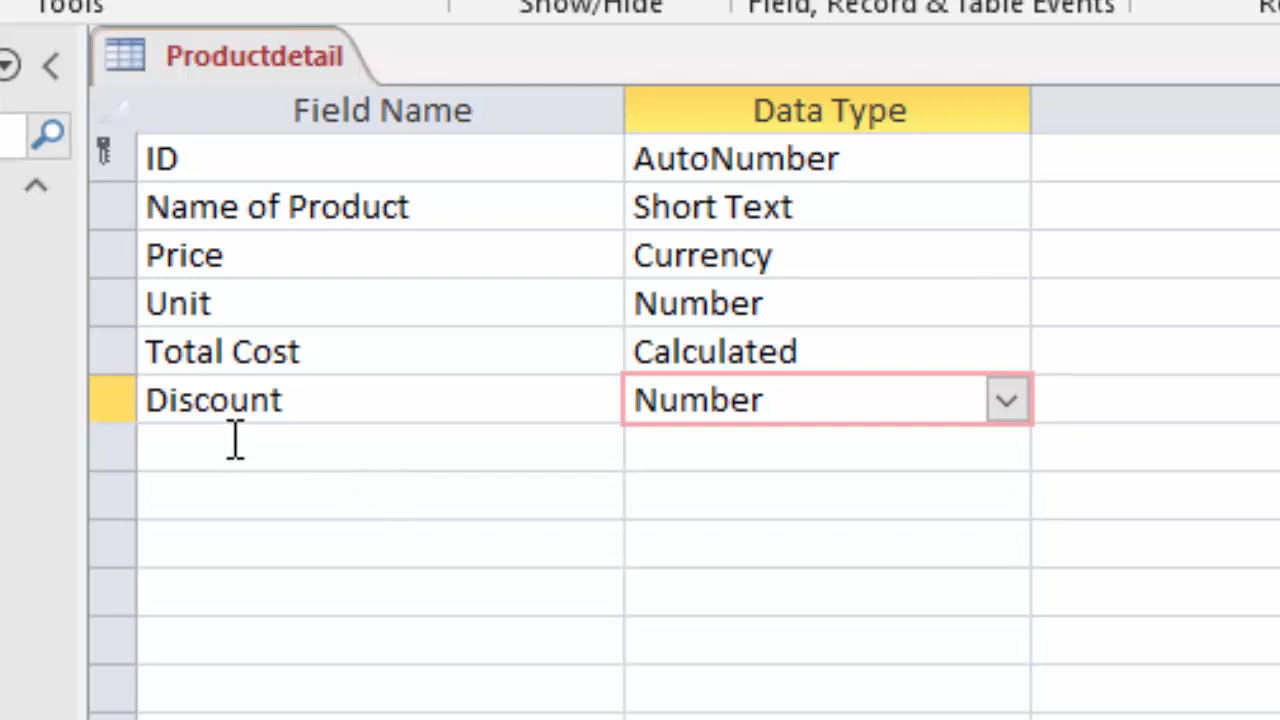 Tools Show/Hide Field, Record & Table Events
Productdetail
Field Name Data Type
ID AutoNumber
Name of Product Short Text
Price Currency
Unit Number
Total Cost Calculated
Discount Number